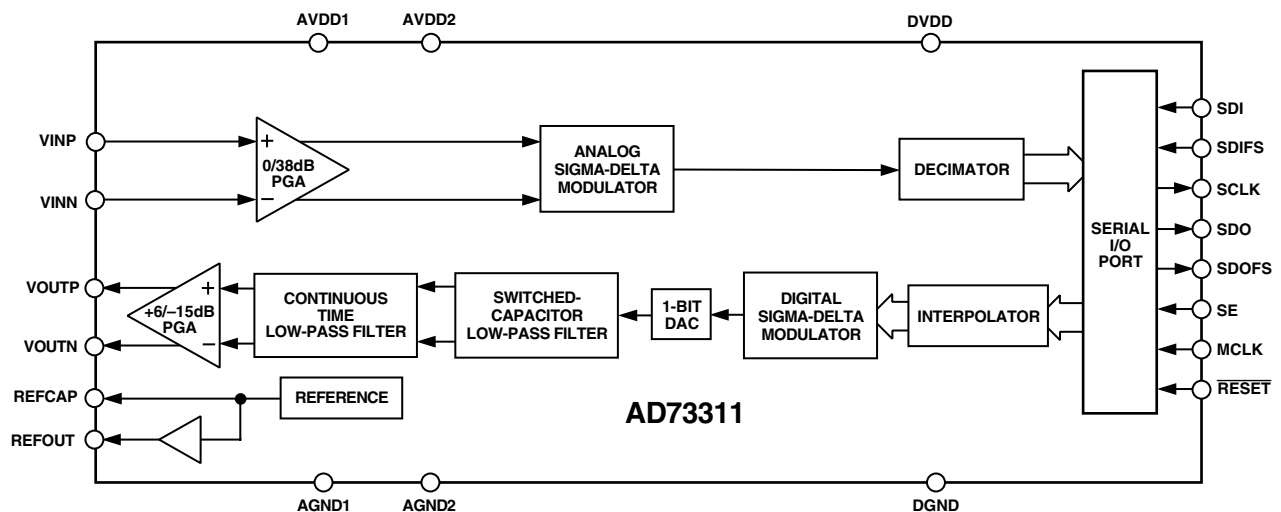 AVDD1
AVDD2
DVDD
VINP
VINN
+
0/38dB
PGA
−
ANALOG
SIGMA-DELTA
MODULATOR
DECIMATOR
SERIAL
I/O
PORT
SDI
SDIFS
SCLK
SDO
SDOFS
SE
MCLK
RESET
VOUTP
VOUTN
+
+6/−15dB
PGA
−
CONTINUOUS
TIME
LOW-PASS FILTER
SWITCHED-
CAPACITOR
LOW-PASS FILTER
1-BIT
DAC
DIGITAL
SIGMA-DELTA
MODULATOR
INTERPOLATOR
REFCAP
REFOUT
REFERENCE
AD73311
AGND1
AGND2
DGND